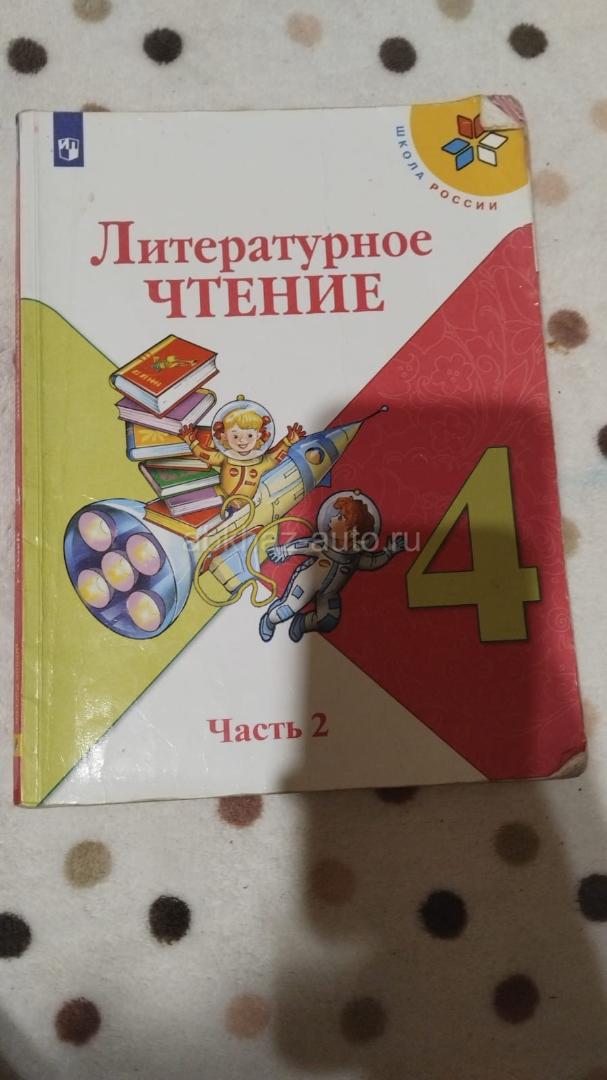 ШКОЛА РОССИИ
Литературное
ЧТЕНИЕ
4
Часть 2